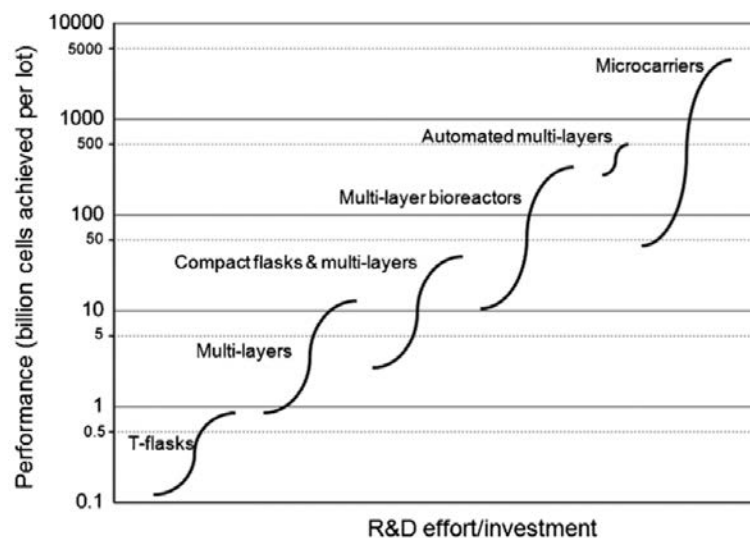 Performance (billion cells achieved per lot)
10000
5000
1000
500
100
50
10
5
1
0.5
0.1
Microcarriers
Automated multi-layers
Multi-layer bioreactors
Compact flasks & multi-layers
Multi-layers
T-flasks
R&D effort/investment